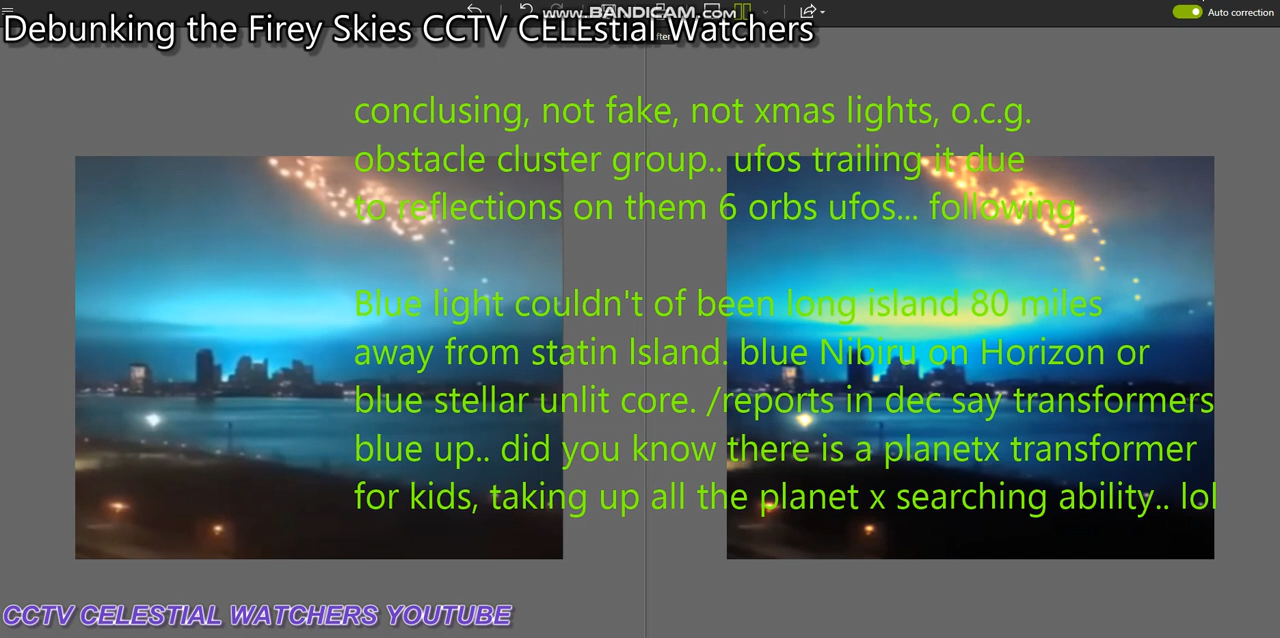 www.BANDICAM.com
Auto correction
Debunking the Firey Skies CCTV CELEstial Watchers
conclusing, not fake, not xmas lights, o.c.g.
obstacle cluster group.. ufos trailing it due
to reflections on them 6 orbs ufos... following
Blue light couldn't of been long island 80 miles
away from statin Island. blue Nibiru on Horizon or
blue stellar unlit core. /reports in dec say transformers
blue up.. did you know there is a planetx transformer
for kids, taking up all the planet x searching ability.. lol
CCTV CELESTIAL WATCHERS YOUTUBE